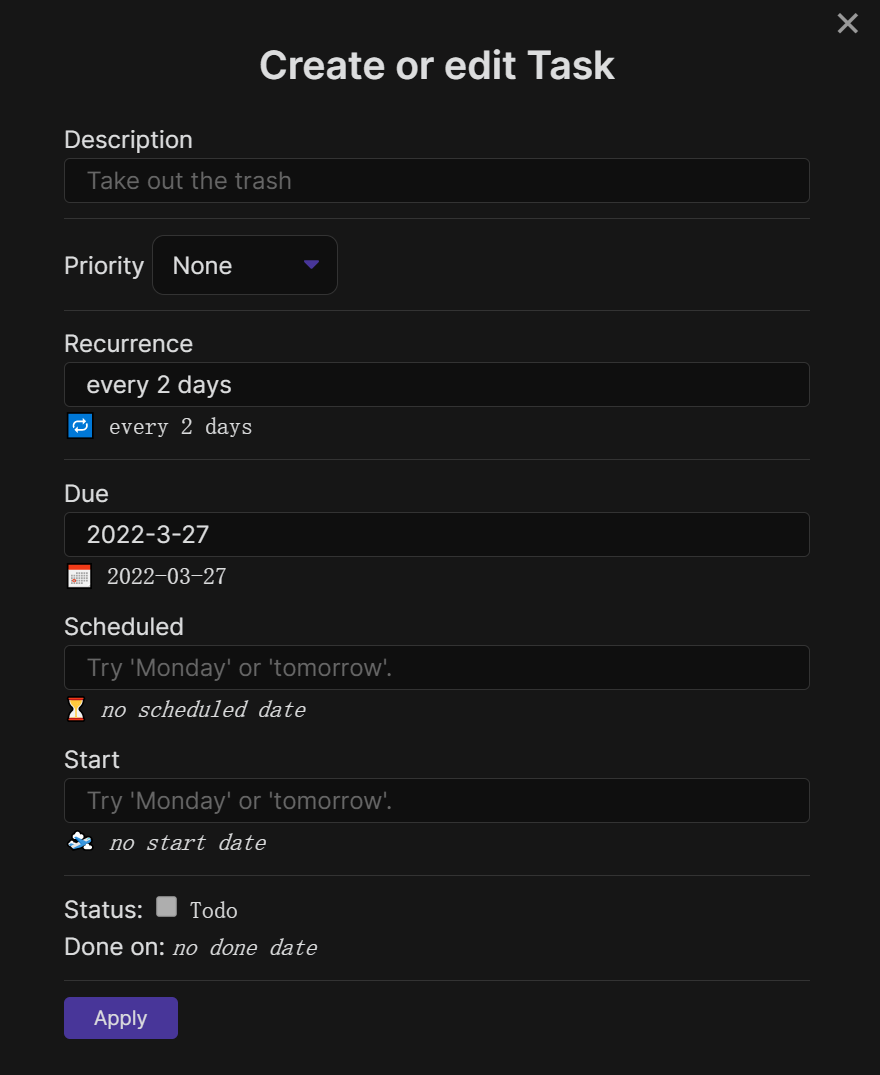 Create or edit Task
Description
Take out the trash
Priority None
Recurrence
every 2 days
every 2 days
Due
2022-3-27
2022-03-27
Scheduled
Try 'Monday' or 'tomorrow'.
no scheduled date
Start
Try 'Monday' or 'tomorrow'.
no start date
Status: Todo
Done on: no done date
Apply